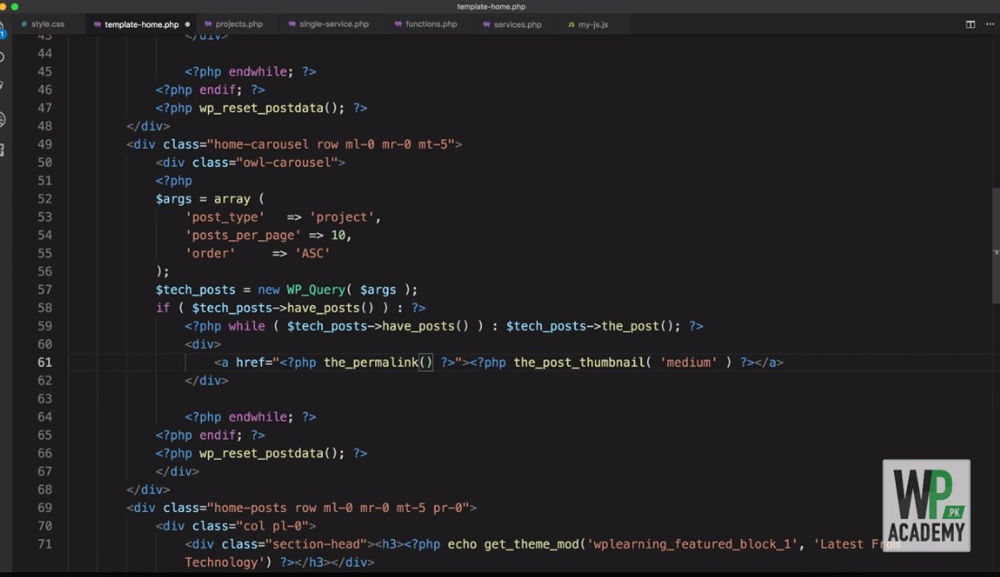 template-home.php
style.css
template-home.php
projects.php
single-service.php
functions.php
services.php
JS my-js.js
1
43 </div>
44
45 <?php endwhile; ?>
46 <?php endif; ?>
47 <?php wp_reset_postdata(); ?>
48 </div>
49 <div class="home-carousel row ml-0 mr-0 mt-5">
50 <div class="owl-carousel">
51 <?php
52 $args = array (
53 'post_type' => 'project',
54 'posts_per_page' => 10,
55 'order' => 'ASC'
56 );
57 $tech_posts = new WP_Query( $args );
58 if ( $tech_posts->have_posts() ) : ?>
59 <?php while ( $tech_posts->have_posts() ) : $tech_posts->the_post(); ?>
60 <div>
61 <a href="<?php the_permalink() ?>"><?php the_post_thumbnail( 'medium' ) ?></a>
62 </div>
63
64 <?php endwhile; ?>
65 <?php endif; ?>
66 <?php wp_reset_postdata(); ?>
67 </div>
68 </div>
69 <div class="home-posts row ml-0 mr-0 mt-5 pr-0">
70 <div class="col pl-0">
71 <div class="section-head"><h3><?php echo get_theme_mod('wplearning_featured_block_1', 'Latest From
Technology') ?></h3></div>
WP.PK
ACADEMY